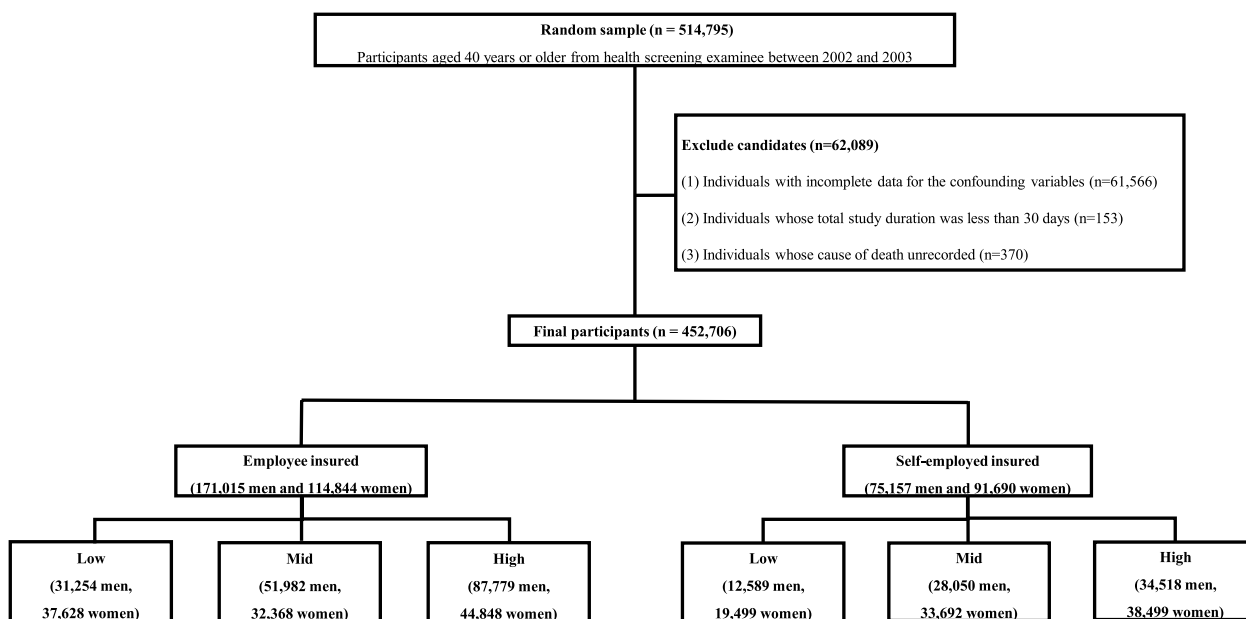 Random sample (n = 514,795)
Participants aged 40 years or older from health screening examinee between 2002 and 2003
Exclude candidates (n=62,089)
(1) Individuals with incomplete data for the confounding variables (n=61,566)
(2) Individuals whose total study duration was less than 30 days (n=153)
(3) Individuals whose cause of death unrecorded (n=370)
Final participants (n = 452,706)
Employee insured
(171,015 men and 114,844 women)
Self-employed insured
(75,157 men and 91,690 women)
Low
(31,254 men,
37,628 women)
Mid
(51,982 men,
32,368 women)
High
(87,779 men,
44,848 women)
Low
(12,589 men,
19,499 women)
Mid
(28,050 men,
33,692 women)
High
(34,518 men,
38,499 women)